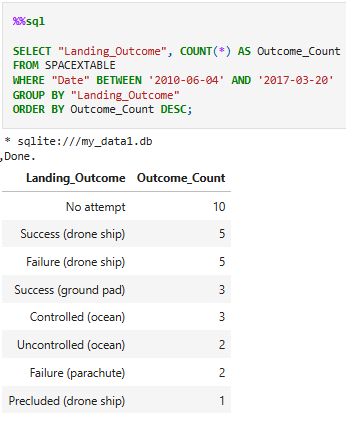 %%sql
SELECT "Landing_Outcome", COUNT(*) AS Outcome_Count
FROM SPACEXTABLE
WHERE "Date" BETWEEN '2010-06-04' AND '2017-03-20'
GROUP BY "Landing_Outcome"
ORDER BY Outcome_Count DESC;
* sqlite:///my_data1.db
,Done.
Landing_Outcome Outcome_Count
No attempt 10
Success (drone ship) 5
Failure (drone ship) 5
Success (ground pad) 3
Controlled (ocean) 3
Uncontrolled (ocean) 2
Failure (parachute) 2
Precluded (drone ship) 1